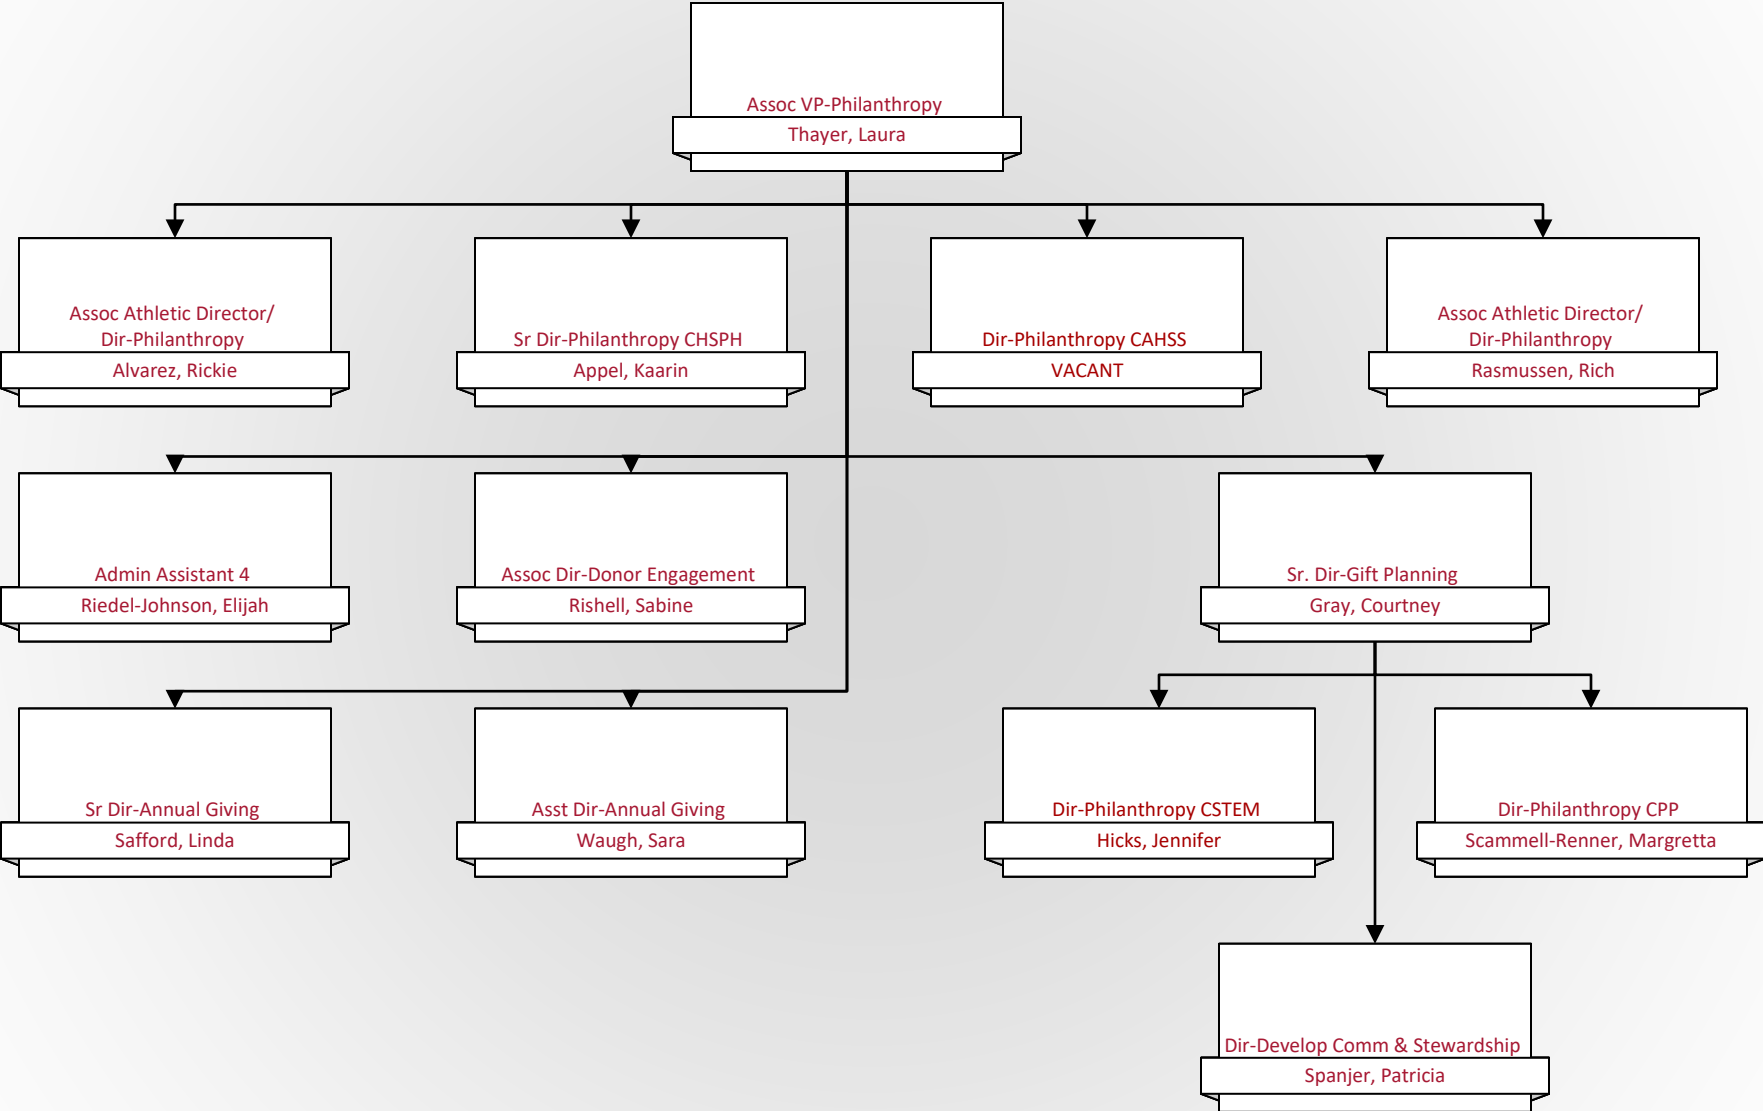 Assoc VP-Philanthropy
Thayer, Laura
Assoc Athletic Director/
Dir-Philanthropy
Alvarez, Rickie
Sr Dir-Philanthropy CHSPH
Appel, Kaarin
Dir-Philanthropy CAHSS
VACANT
Assoc Athletic Director/
Dir-Philanthropy
Rasmussen, Rich
Admin Assistant 4
Riedel-Johnson, Elijah
Assoc Dir-Donor Engagement
Rishell, Sabine
Sr. Dir-Gift Planning
Gray, Courtney
Sr Dir-Annual Giving
Safford, Linda
Asst Dir-Annual Giving
Waugh, Sara
Dir-Philanthropy CSTEM
Hicks, Jennifer
Dir-Philanthropy CPP
Scammell-Renner, Margretta
Dir-Develop Comm & Stewardship
Spanjer, Patricia